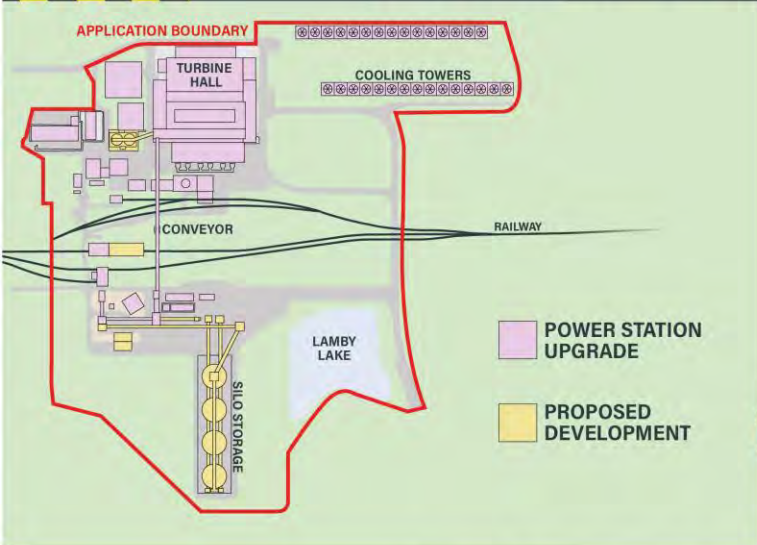 APPLICATION BOUNDARY
TURBINE
HALL
COOLING TOWERS
CONVEYOR
RAILWAY
LAMBY
LAKE
SILO STORAGE
POWER STATION
UPGRADE
PROPOSED
DEVELOPMENT